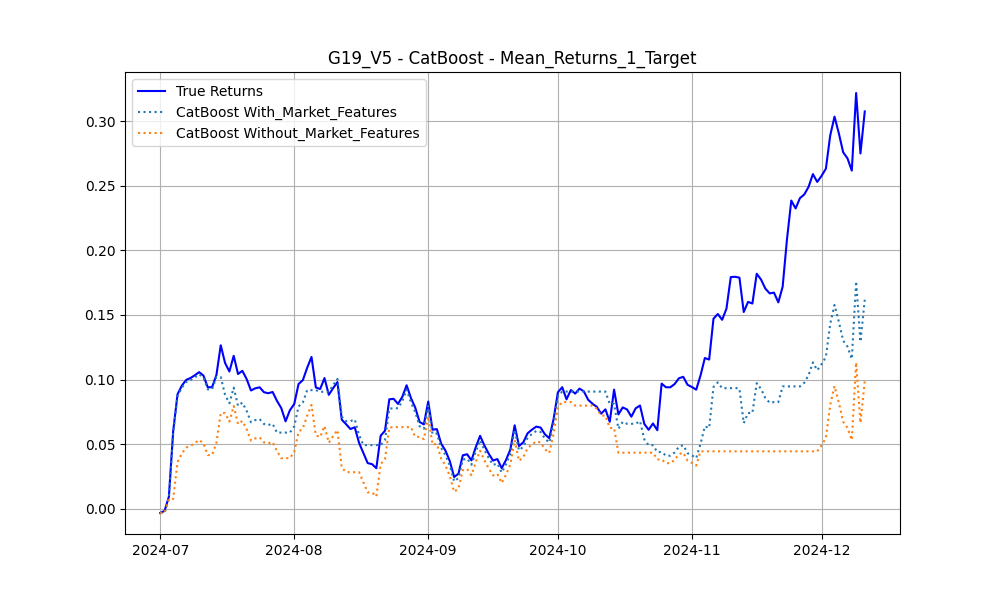 G19_V5 - CatBoost - Mean_Returns_1_Target
True Returns
CatBoost With_Market_Features
CatBoost Without_Market_Features
0.30
0.25
0.20
0.15
0.10
0.05
0.00
2024-07 2024-08 2024-09 2024-10 2024-11 2024-12